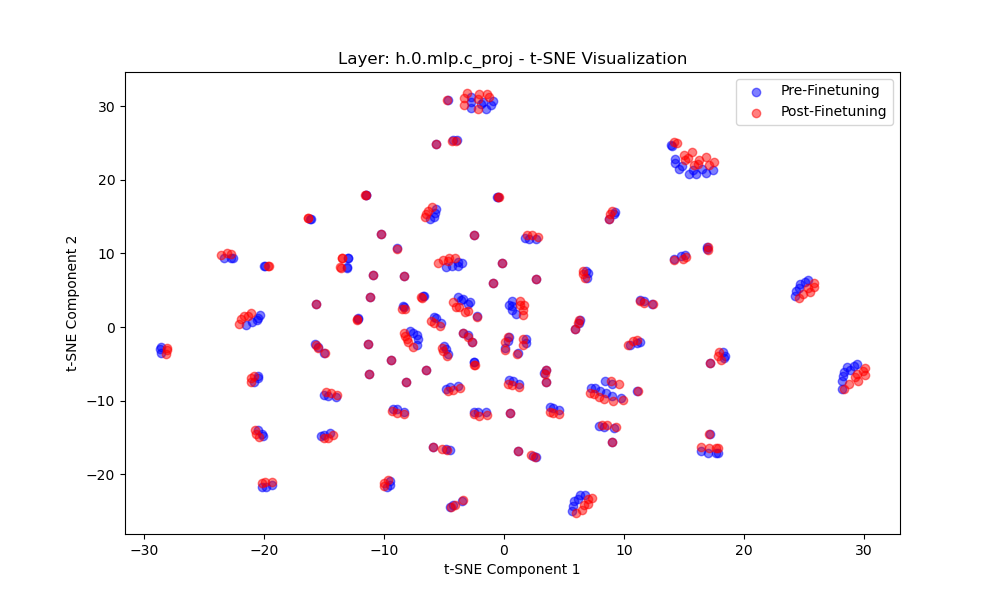 Layer: h.0.mlp.c_proj - t-SNE Visualization
Pre-Finetuning
Post-Finetuning
30
20
10
0
−10
−20
t-SNE Component 2
−30
−20
−10
0
10
20
30
t-SNE Component 1